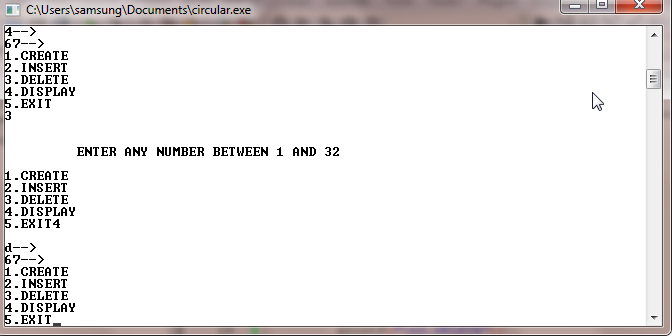 C:\Users\samsung\Documents\circular.exe
4-->
67-->
1.CREATE
2.INSERT
3.DELETE
4.DISPLAY
5.EXIT
3
ENTER ANY NUMBER BETWEEN 1 AND 32
1.CREATE
2.INSERT
3.DELETE
4.DISPLAY
5.EXIT4
d-->
67-->
1.CREATE
2.INSERT
3.DELETE
4.DISPLAY
5.EXIT